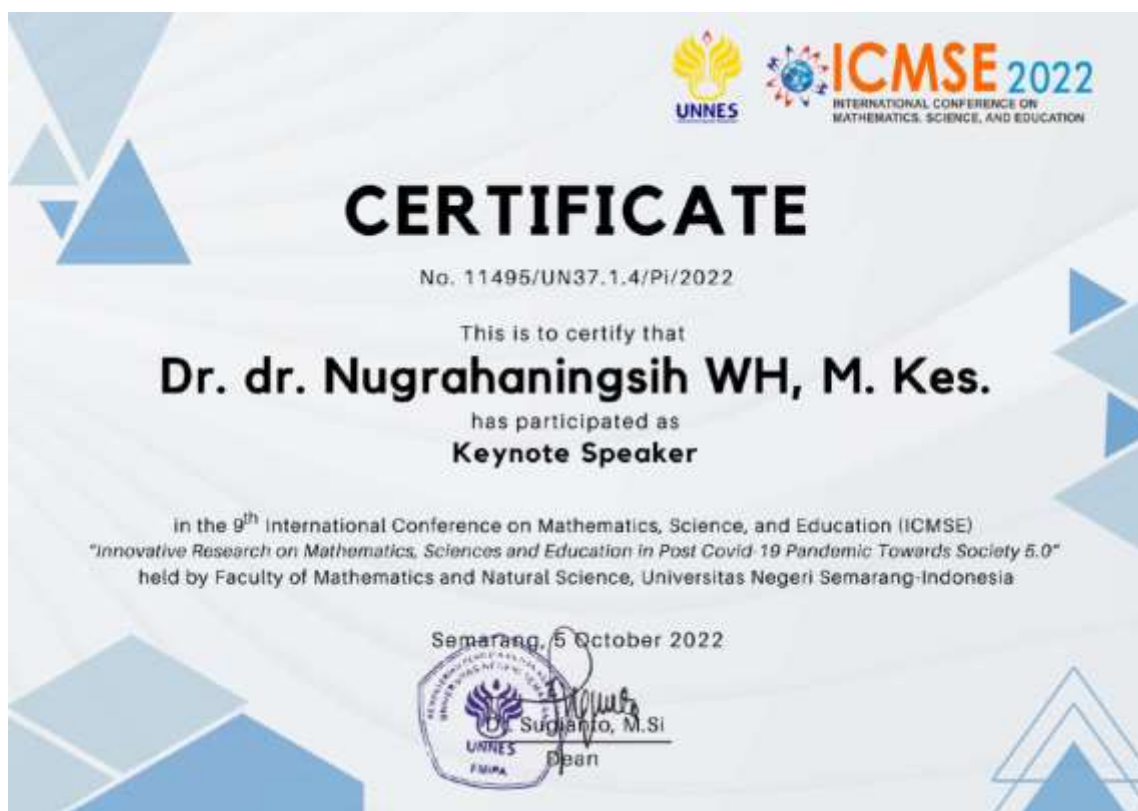 UNNES
ICMSE 2022
INTERNATIONAL CONFERENCE ON
MATHEMATICS, SCIENCE, AND EDUCATION
CERTIFICATE
No. 11495/UN37.1.4/Pi/2022
This is to certify that
Dr. dr. Nugrahaningsih WH, M. Kes.
has participated as
Keynote Speaker
in the 9th International Conference on Mathematics, Science, and Education (ICMSE)
"Innovative Research on Mathematics, Sciences and Education in Post Covid-19 Pandemic Towards Society 5.0"
held by Faculty of Mathematics and Natural Science, Universitas Negeri Semarang-Indonesia
Semarang, 5 October 2022
Dr. Sugianto, M.Si
Dean
UNIVERSITAS NEGERI
UNNES
FMIPA